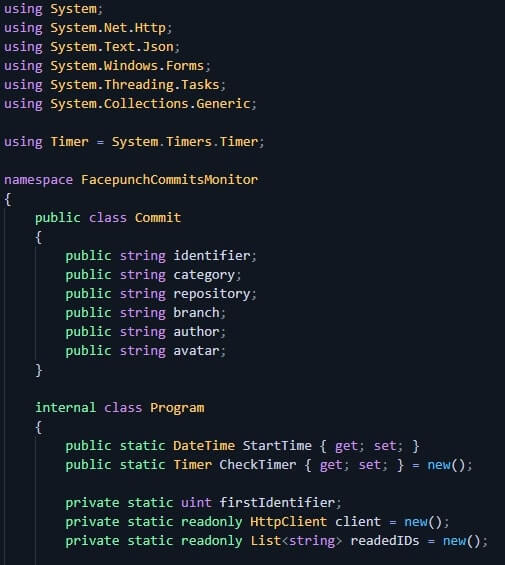 using System;
using System.Net.Http;
using System.Text.Json;
using System.Windows.Forms;
using System.Threading.Tasks;
using System.Collections.Generic;
using Timer = System.Timers.Timer;
namespace FacepunchCommitsMonitor
{
public class Commit
{
public string identifier;
public string category;
public string repository;
public string branch;
public string author;
public string avatar;
}
internal class Program
{
public static DateTime StartTime { get; set; }
public static Timer CheckTimer { get; set; } = new();
private static uint firstIdentifier;
private static readonly HttpClient client = new();
private static readonly List<string> readedIDs = new();